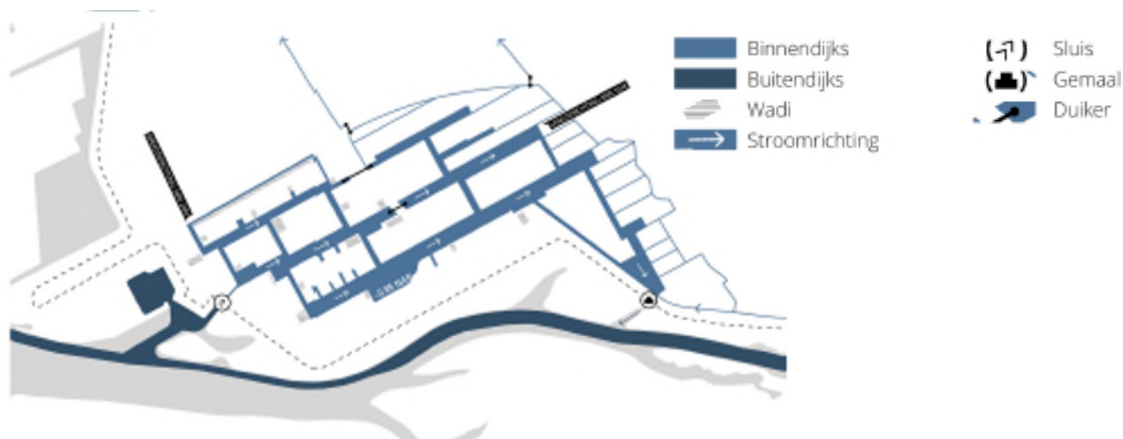 Binnendijks
Buitendijks
Wadi
Stroomrichting
Sluis
Gemaal
Duiker